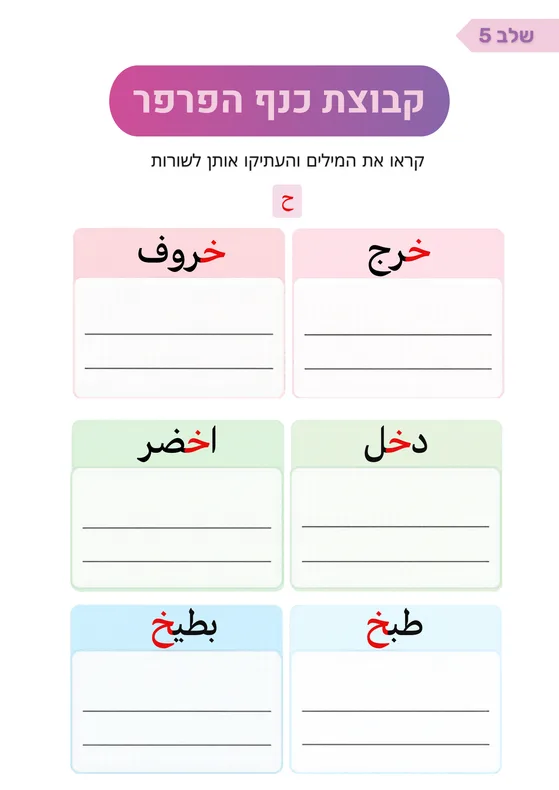 שלב 5
קבוצת כנף הפרפר
קראו את המילים והעתיקו אותן לשורות
ح
خرج
خروف
دخل
اخضر
طبخ
بطيخ